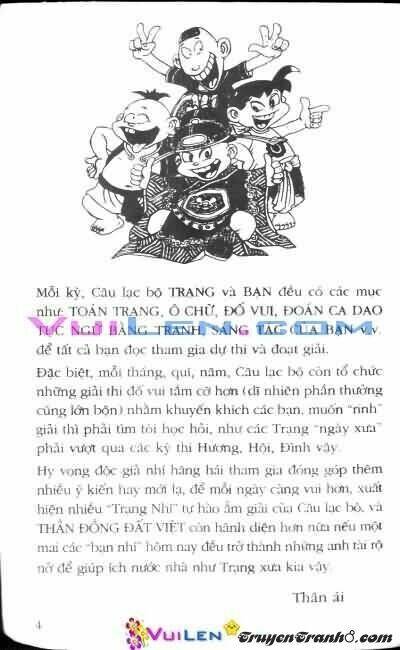 Mỗi kỳ, Câu lạc bộ TRẠNG và BẠN đều có các mục
như: TOÁN TRẠNG, Ô CHỮ, ĐỐ VUI, ĐOÁN CA DAO
TỤC NGỮ BẰNG TRANH, SÁNG TÁC CỦA BẠN v.v.
để tất cả bạn đọc tham gia dự thi và đoạt giải.
Đặc biệt, mỗi tháng, quí, năm, Câu lạc bộ còn tổ chức
những giải thi đố vui tầm cỡ hơn (dĩ nhiên phần thưởng
cũng lớn bộn) nhằm khuyến khích các bạn, muốn "rinh"
giải thì phải tìm tòi học hỏi, như các Trạng "ngày xưa"
phải vượt qua các kỳ thi Hương, Hội, Đình vậy.
Hy vọng độc giả nhí hăng hái tham gia đóng góp thêm
nhiều ý kiến hay mới lạ, để mỗi ngày càng vui hơn, xuất
hiện nhiều "Trạng Nhí" tự hào ẵm giải của Câu lạc bộ, và
THẦN ĐỒNG ĐẤT VIỆT còn hãnh diện hơn nữa nếu một
mai các "bạn nhí" hôm nay đều trở thành những anh tài rộ
nở để giúp ích nước nhà như Trạng xưa kia vậy.
Thân ái
4
VUILEN.COM
VUILEN
TruyenTranh8.com